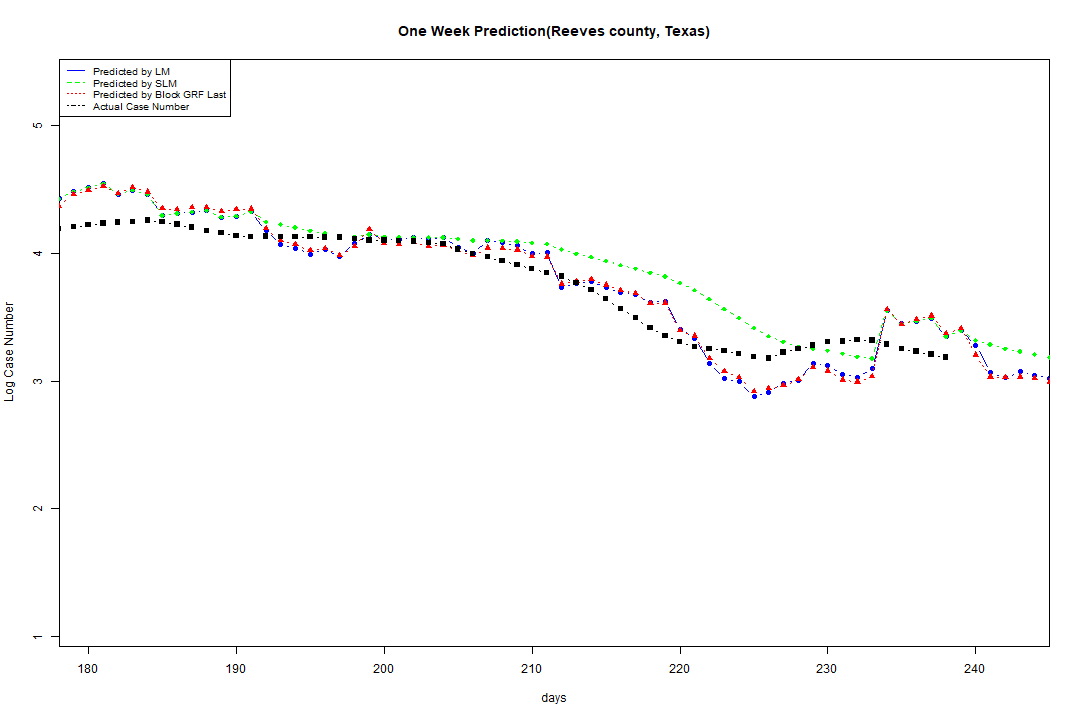 One Week Prediction(Reeves county, Texas)
Predicted by LM
Predicted by SLM
Predicted by Block GRF Last
Actual Case Number
5
4
3
2
1
Log Case Number
180 190 200 210 220 230 240
days